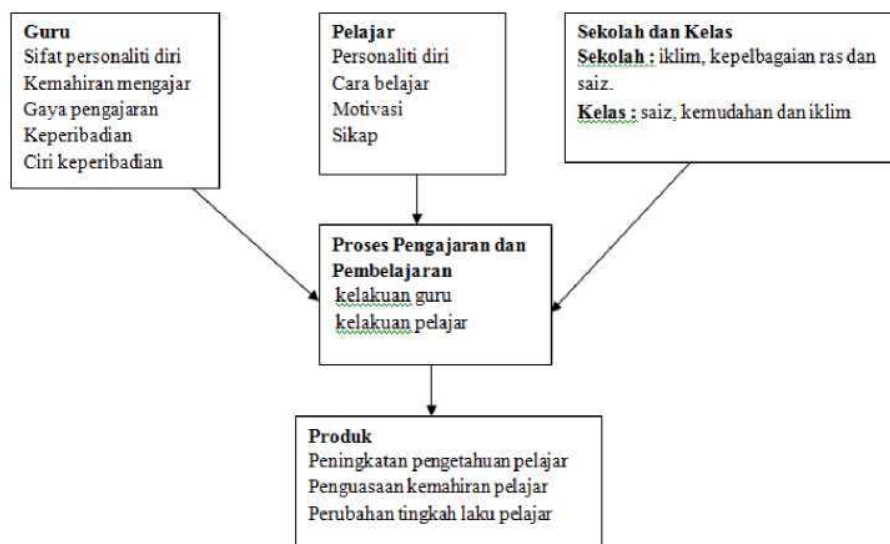 Guru
Sifat personaliti diri
Kemahiran mengajar
Gaya pengajaran
Keperibadian
Ciri keperibadian
Pelajar
Personaliti diri
Cara belajar
Motivasi
Sikap
Sekolah dan Kelas
Sekolah : iklim, kepelbagaian ras dan
saiz.
Kelas : saiz, kemudahan dan iklim
Proses Pengajaran dan
Pembelajaran
kelakuan guru
kelakuan pelajar
Produk
Peningkatan pengetahuan pelajar
Penguasaan kemahiran pelajar
Perubahan tingkah laku pelajar